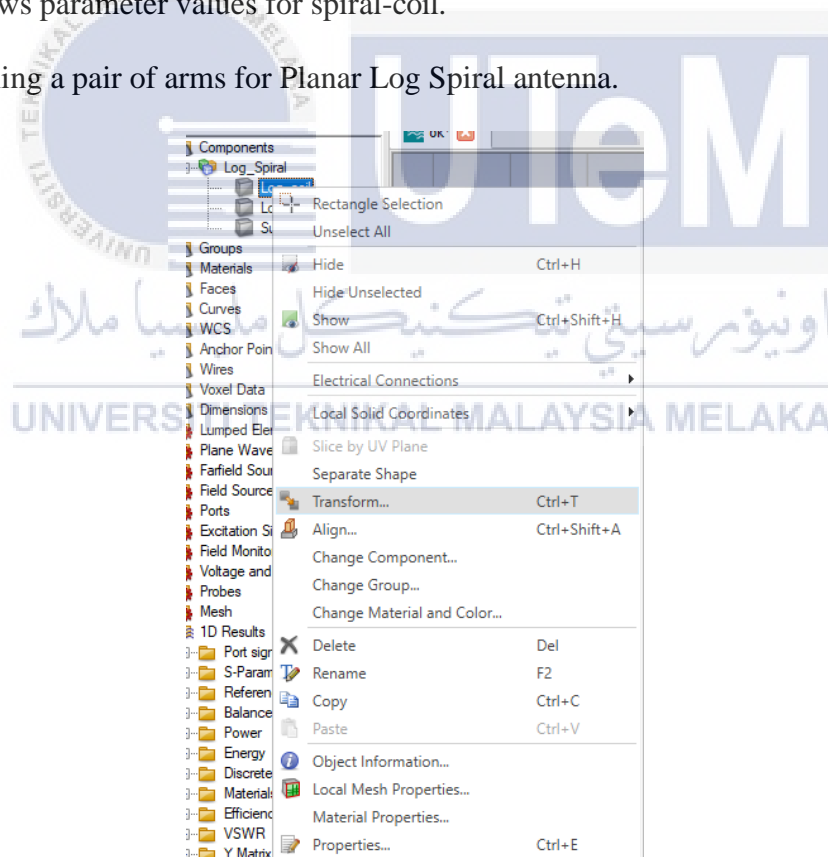 ws parameter values for spiral-coil.
ing a pair of arms for Planar Log Spiral antenna.
UTeM
Components
Log_Spiral
Rectangle Selection
Unselect All
Groups
Materials
Hide Ctrl+H
Faces
Hide Unselected
Curves
WCS
Show Ctrl+Shift+H
Anchor Poin
Show All
Wires
Electrical Connections
Voxel Data
Dimensions
Local Solid Coordinates
UNIVERSITI TEKNIKAL MALAYSIA MELAKA
Lumped Ele
Plane Wave
Slice by UV Plane
Farfield Sour
Separate Shape
Field Source
Transform... Ctrl+T
Ports
Excitation Si
Align... Ctrl+Shift+A
Field Monito
Change Component...
Voltage and
Probes
Change Group...
Mesh
Change Material and Color...
1D Results
Delete Del
Port sign
S-Param
Rename F2
Referen
Copy Ctrl+C
Balance
Power
Paste Ctrl+V
Energy
Object Information...
Discrete
Materials
Local Mesh Properties...
Efficienc
Material Properties...
VSWR
Properties... Ctrl+E
Y Matrix